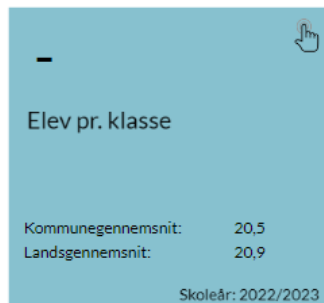 -
Elev pr. klasse
Kommunegennemsnit: 20,5
Landsgennemsnit: 20,9
Skoleår: 2022/2023